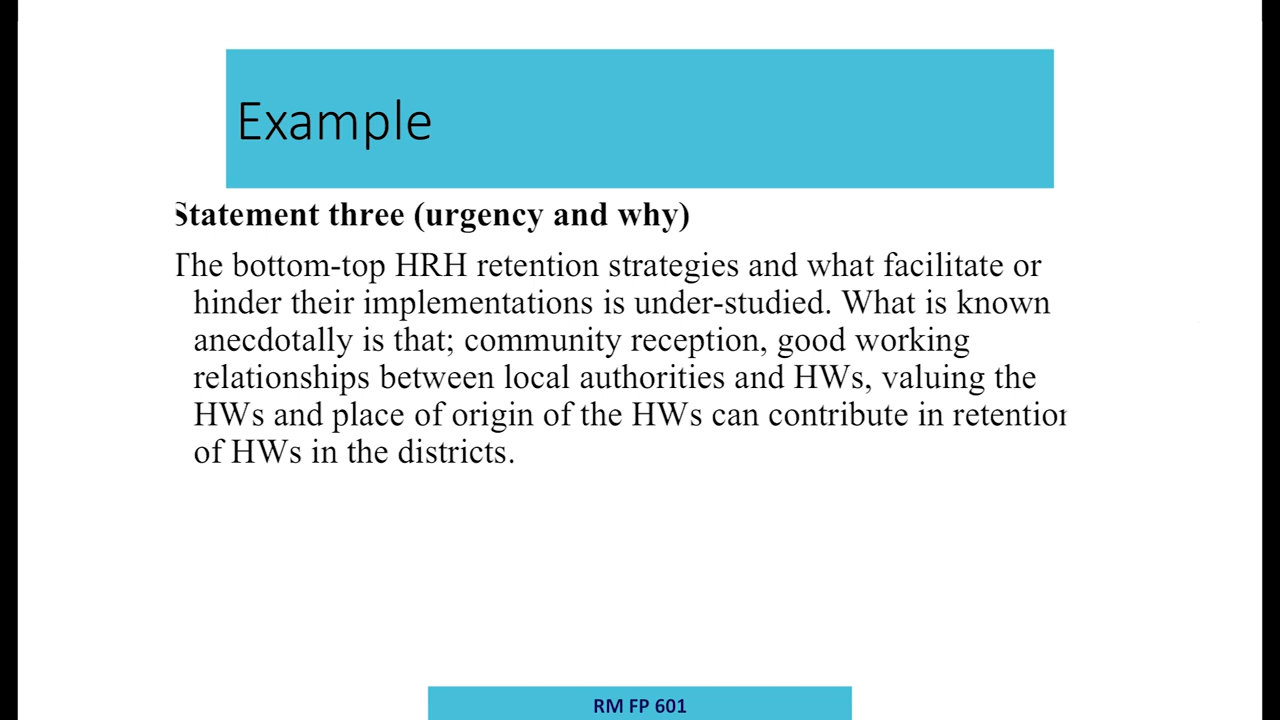 Example
Statement three (urgency and why)
The bottom-top HRH retention strategies and what facilitate or
hinder their implementations is under-studied. What is known
anecdotally is that; community reception, good working
relationships between local authorities and HWs, valuing the
HWs and place of origin of the HWs can contribute in retention
of HWs in the districts.
RM FP 601